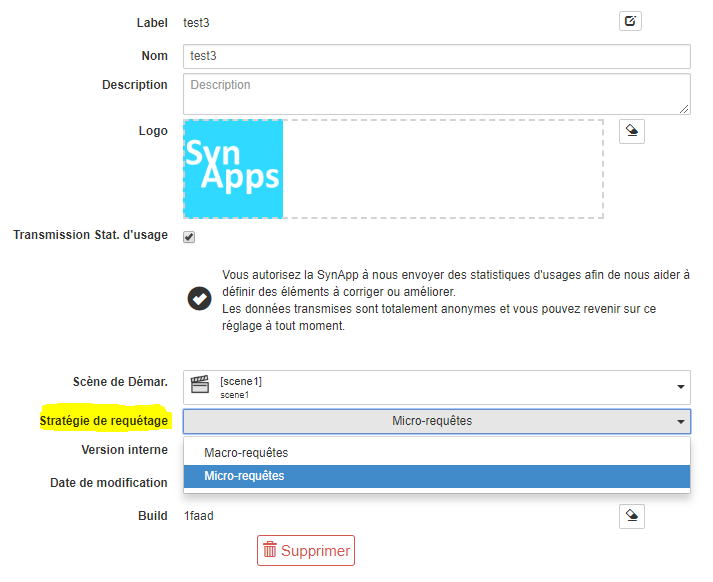 Label test3
Nom test3
Description Description
Logo Syn
Apps
Transmission Stat. d'usage
Vous autorisez la SynApp à nous envoyer des statistiques d'usages afin de nous aider à
définir des éléments à corriger ou améliorer.
Les données transmises sont totalement anonymes et vous pouvez revenir sur ce
réglage à tout moment.
Scène de Démar. [scene1]
scene1
Stratégie de requétage Micro-requêtes
Version interne
Macro-requêtes
Micro-requêtes
Date de modification
Build 1faad
Supprimer